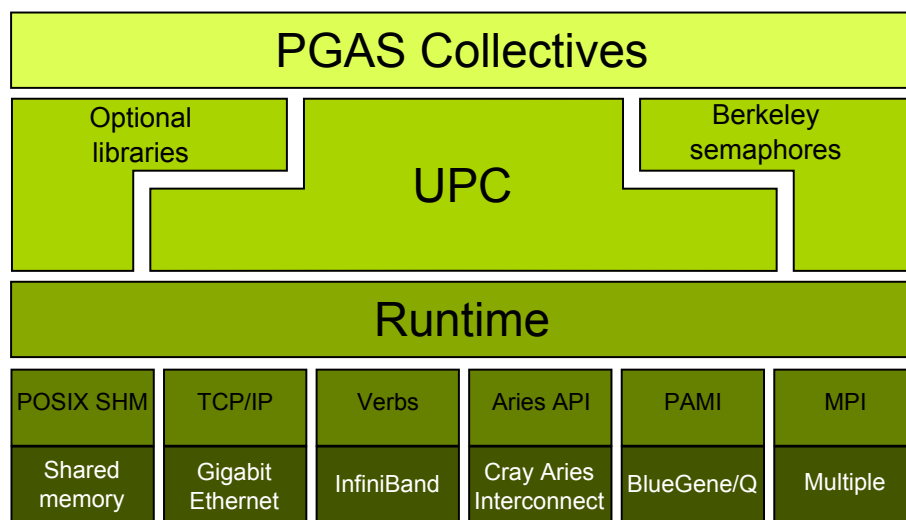 PGAS Collectives
Optional
libraries
UPC
Berkeley
semaphores
Runtime
POSIX SHM
TCP/IP
Verbs
Aries API
PAMI
MPI
Shared
memory
Gigabit
Ethernet
InfiniBand
Cray Aries
Interconnect
BlueGene/Q
Multiple